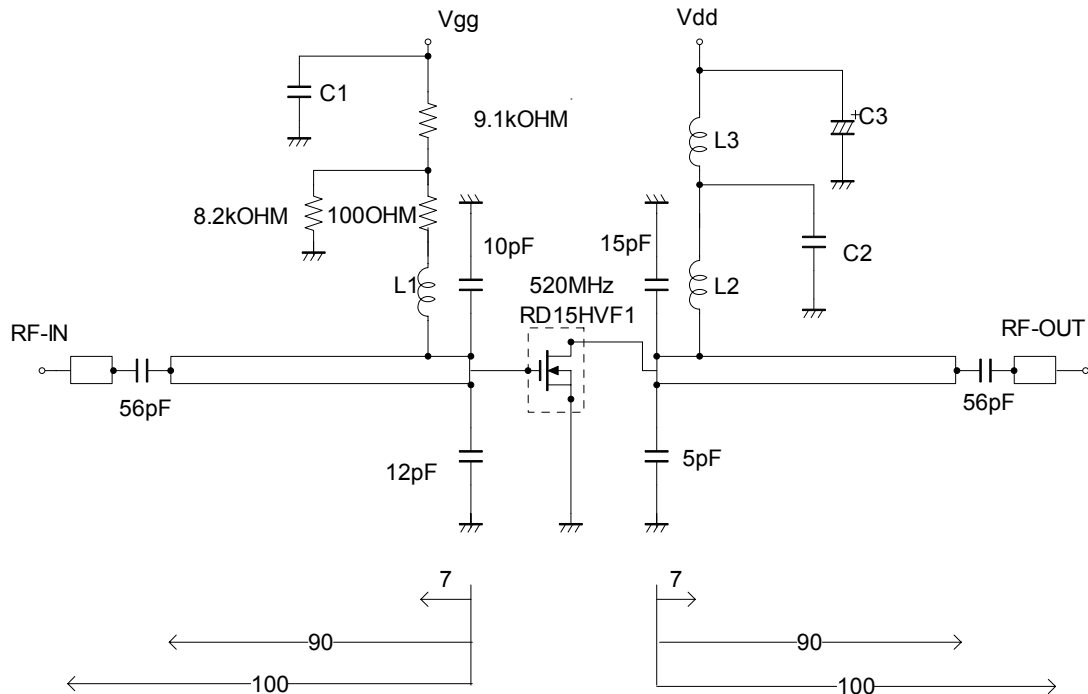 Vgg
Vdd
C1
9.1kOHM
+C3
L3
8.2kOHM
100OHM
10pF
15pF
C2
L1
520MHz
L2
RD15HVF1
RF-IN
RF-OUT
56pF
56pF
12pF
5pF
7
7
90
90
100
100